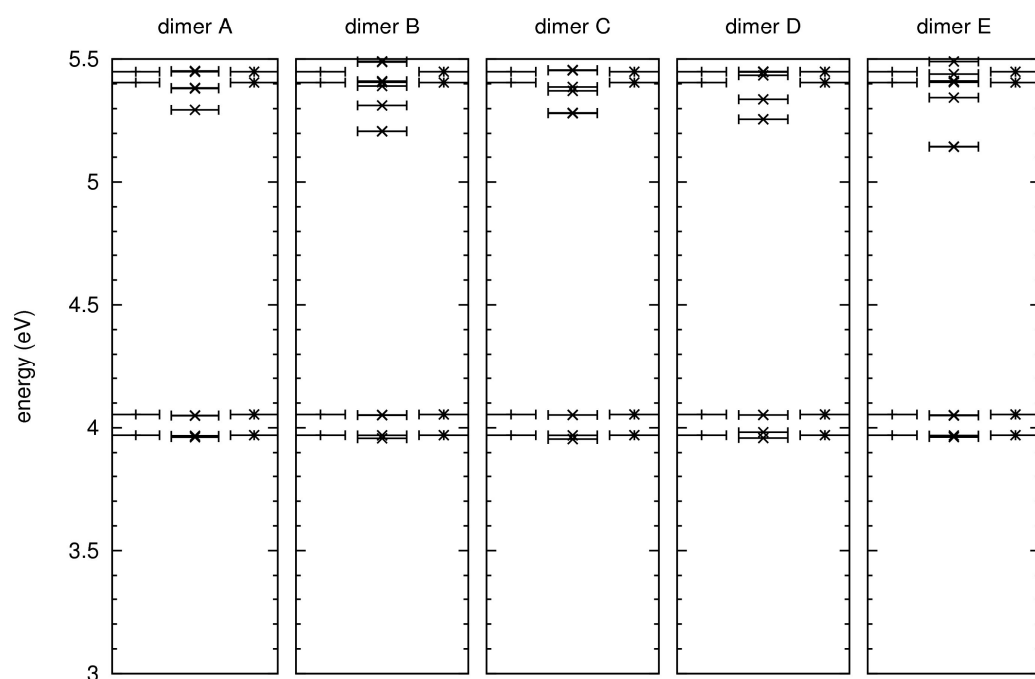 dimer A
dimer B
dimer C
dimer D
dimer E
5.5
5
4.5
4
3.5
3
energy (eV)